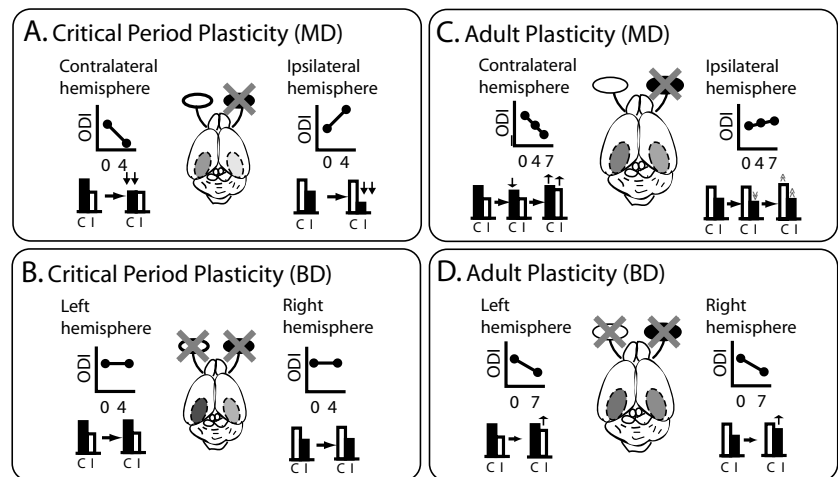 A. Critical Period Plasticity (MD)
Contralateral
hemisphere
ODI
0 4
C I C I
Ipsilateral
hemisphere
ODI
0 4
C I C I
C. Adult Plasticity (MD)
Contralateral
hemisphere
ODI
0 4 7
C I C I C I
Ipsilateral
hemisphere
ODI
0 4 7
C I C I C I
B. Critical Period Plasticity (BD)
Left
hemisphere
ODI
0 4
C I C I
Right
hemisphere
ODI
0 4
C I C I
D. Adult Plasticity (BD)
Left
hemisphere
ODI
0 7
C I C I
Right
hemisphere
ODI
0 7
C I C I